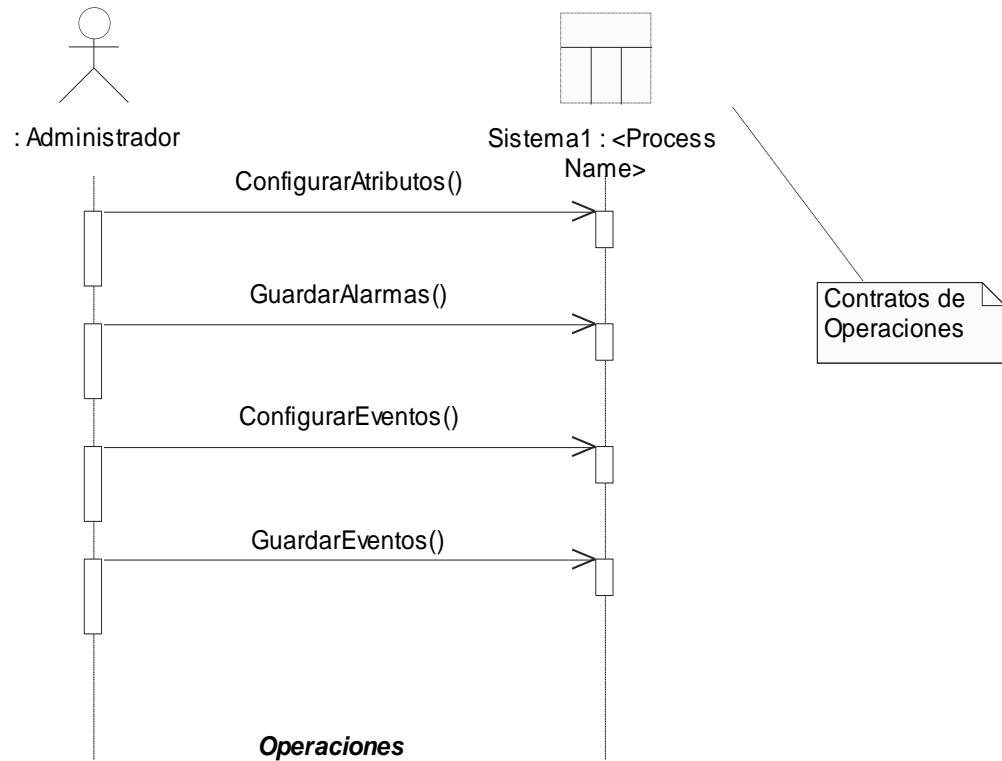 : Administrador
Sistema1 : <Process
Name>
ConfigurarAtributos()
GuardarAlarmas()
Contratos de
Operaciones
ConfigurarEventos()
GuardarEventos()
Operaciones